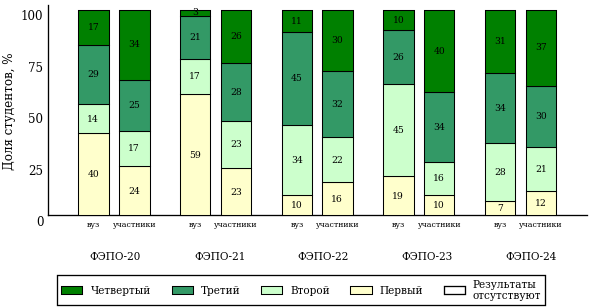 Доля студентов, %
100
75
50
25
0
17 34 3 26 11 30 10 40 31 37
29 25 21 28 45 32 26 34 34 30
14 17 17 23 34 22 45 16 28 21
40 24 59 23 10 16 19 10 7 12
вуз участники вуз участники вуз участники вуз участники вуз участники
ФЭПО-20 ФЭПО-21 ФЭПО-22 ФЭПО-23 ФЭПО-24
Четвертый Третий Второй Первый Результаты
отсутствуют